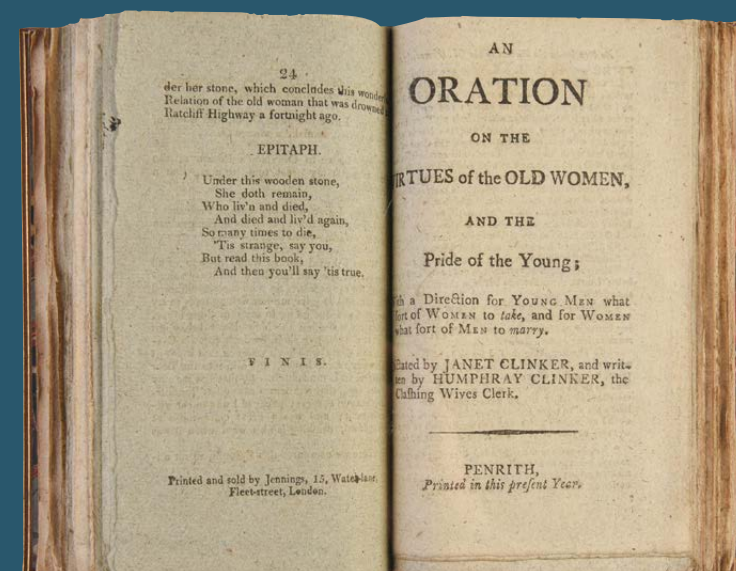 24
der her stone, which concludes this wonder
Relation of the old woman that was drowned
Ratcliff Highway a fortnight ago.
EPITAPH.
Under this wooden stone,
She doth remain,
Who liv'n and died,
And died and liv'd again,
So many times to die,
'Tis strange, say you,
But read this book,
And then you'll say 'tis true.
FINIS.
Printed and sold by Jennings, 15, Water-lane,
Fleet-street, London.
AN
ORATION
ON THE
IRTUES of the OLD WOMEN,
AND THE
Pride of the Young;
a Direction for YOUNG MEN what
ſort of WOMEN to take, and for WOMEN
what ſort of MEN to marry.
ctated by JANET CLINKER, and writ-
ten by HUMPHRAY CLINKER, the
Claſhing Wives Clerk.
PENRITH,
Printed in this preſent Year.